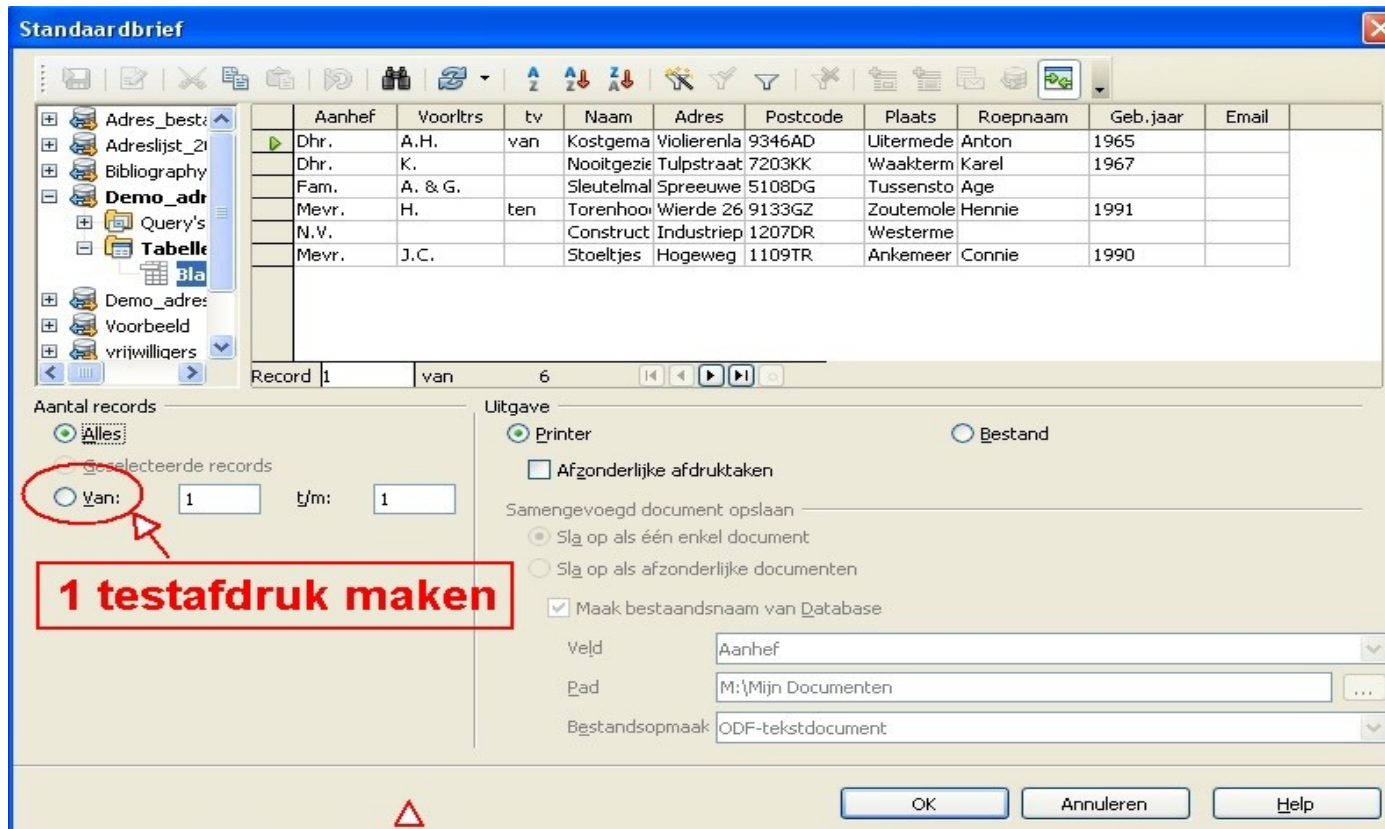 Standaardbrief
Adres_besta
Adreslijst_2
Bibliography
Demo_adr
Query's
Tabelle
Bla
Demo_adres
Voorbeeld
vrijwilligers
Aanhef Voorltrs tv Naam Adres Postcode Plaats Roepnaam Geb.jaar Email
Dhr. A.H. van Kostgema Violierenla 9346AD Uitermede Anton 1965
Dhr. K. Nooitgezie Tulpstraat 7203KK Waakterm Karel 1967
Fam. A. & G. Sleutelmal Spreeuwe 5108DG Tussensto Age
Mevr. H. ten Torenhoo Wierde 26 9133GZ Zoutemole Hennie 1991
N.V. Construct Industriep 1207DR Westerme
Mevr. J.C. Stoeltjes Hogeweg 1109TR Ankemeer Connie 1990
Record 1 van 6
Aantal records
Alles
Geselecteerde records
Van: 1 t/m: 1
1 testafdruk maken
Uitgave
Printer Bestand
Afzonderlijke afdruktaken
Samengevoegd document opslaan
Sla op als één enkel document
Sla op als afzonderlijke documenten
Maak bestaandsnaam van Database
Veld Aanhef
Pad M:\Mijn Documenten ...
Bestandsopmaak ODF-tekstdocument
OK Annuleren Help